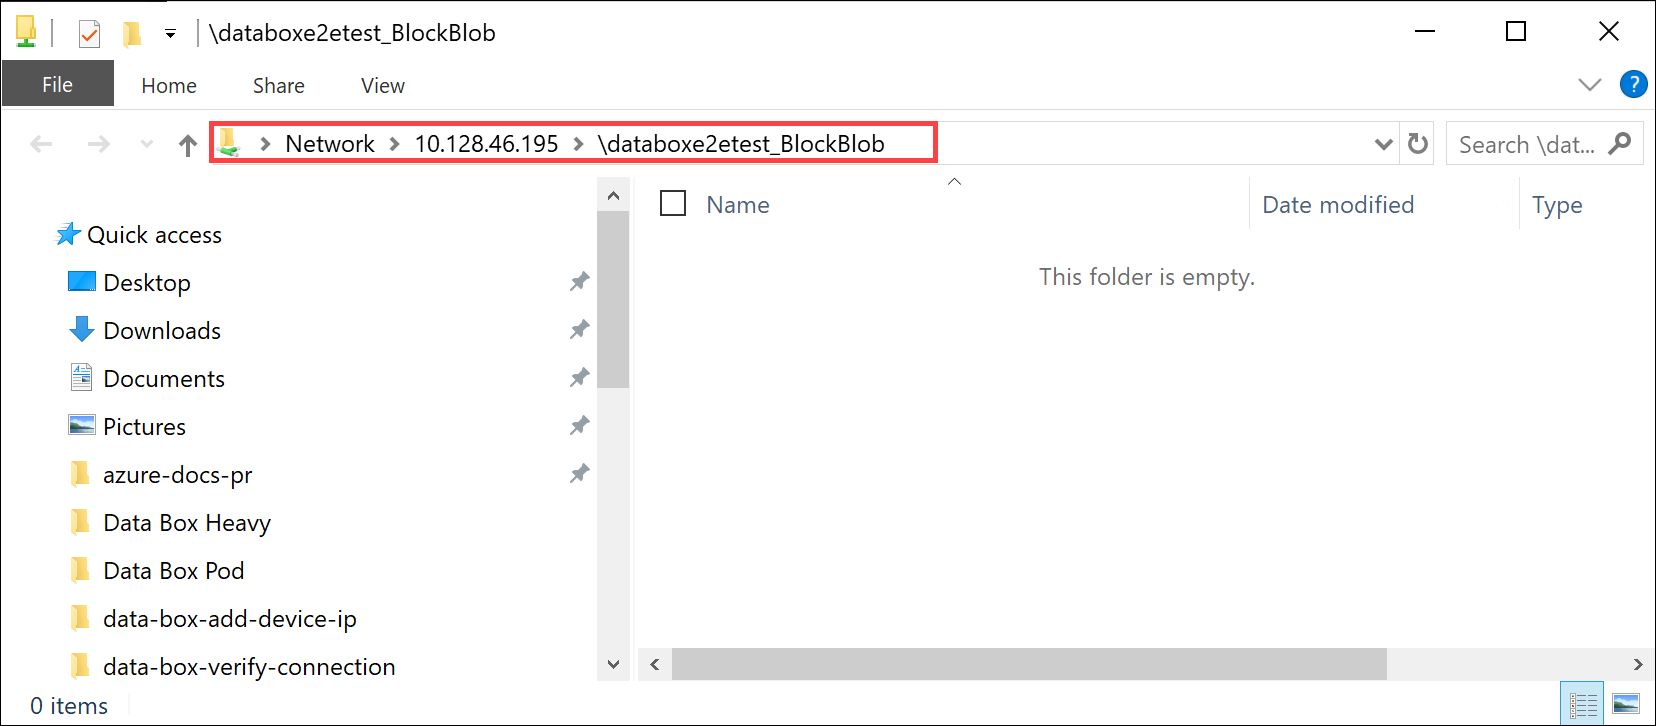 \databoxe2etest_BlockBlob
File Home Share View
?
Network 10.128.46.195 \databoxe2etest_BlockBlob Search \dat...
Name Date modified Type
Quick access
This folder is empty.
Desktop
Downloads
Documents
Pictures
azure-docs-pr
Data Box Heavy
Data Box Pod
data-box-add-device-ip
data-box-verify-connection
0 items